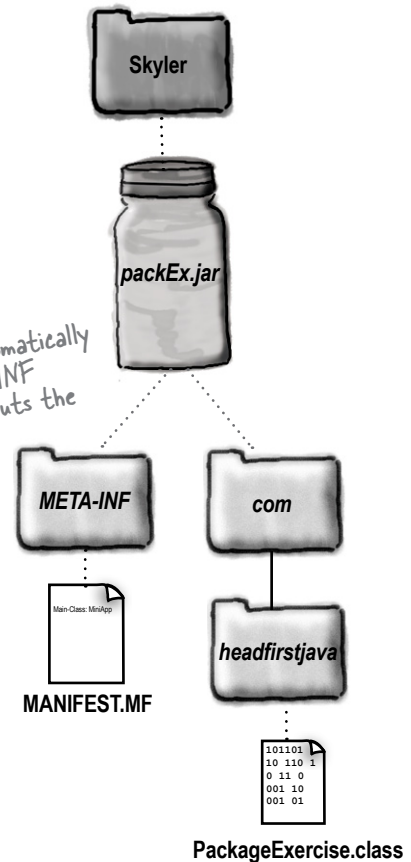 Skyler
packEx.jar
matically
INF
uts the
META-INF
com
Main-Class: MiniApp
headfirstjava
MANIFEST.MF
101101
10 110 1
0 11 0
001 10
001 01
PackageExercise.class